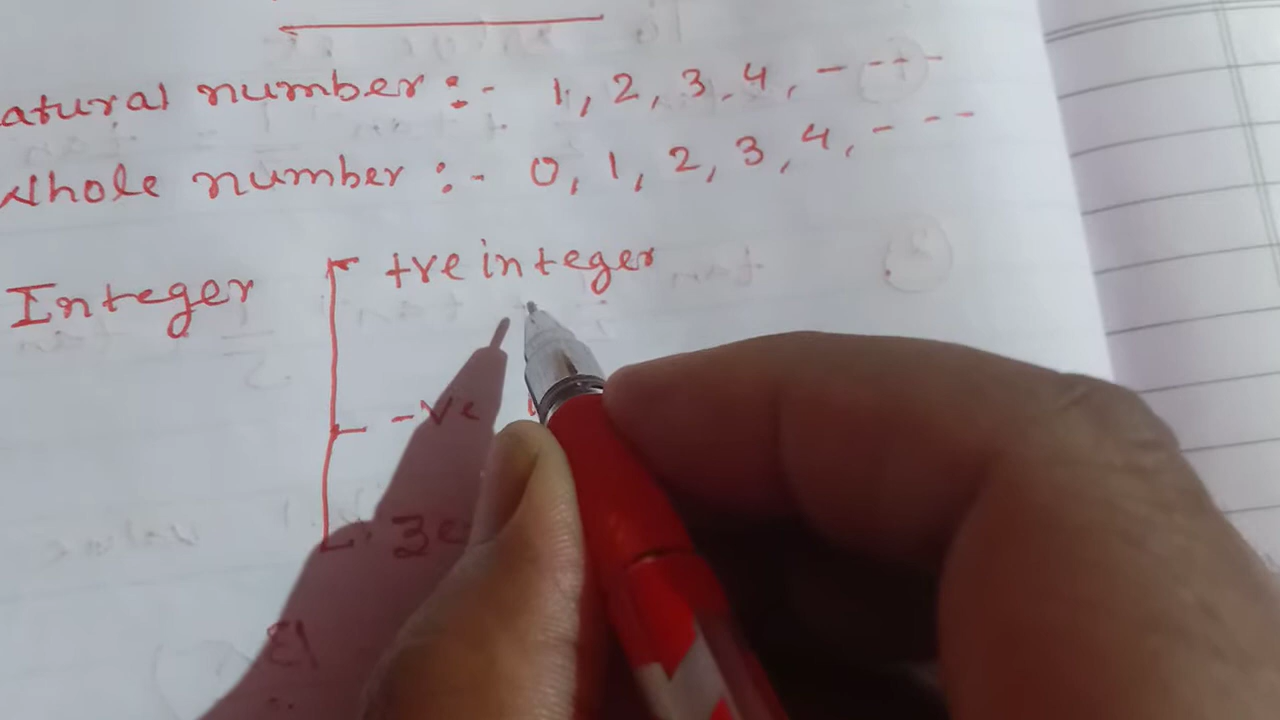 atural number :- 1, 2, 3, 4, - - - -
Whole number :- 0, 1, 2, 3, 4, - - -
Integer
+ve integer
-ve